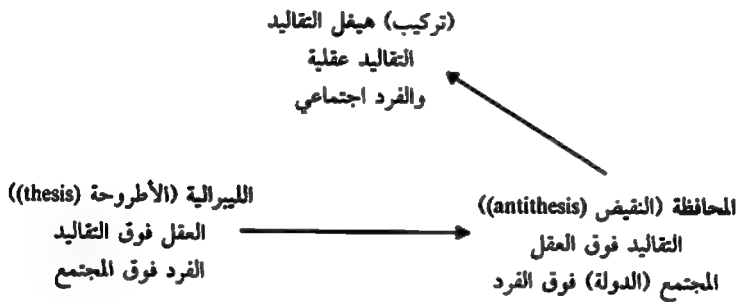 (تركيب) هيغل التقاليد
التقاليد عقلية
والفرد اجتماعي
الليبرالية (الأطروحة (thesis))
العقل فوق التقاليد
الفرد فوق المجتمع
المحافظة (النقيض (antithesis))
التقاليد فوق العقل
المجتمع (الدولة) فوق الفرد